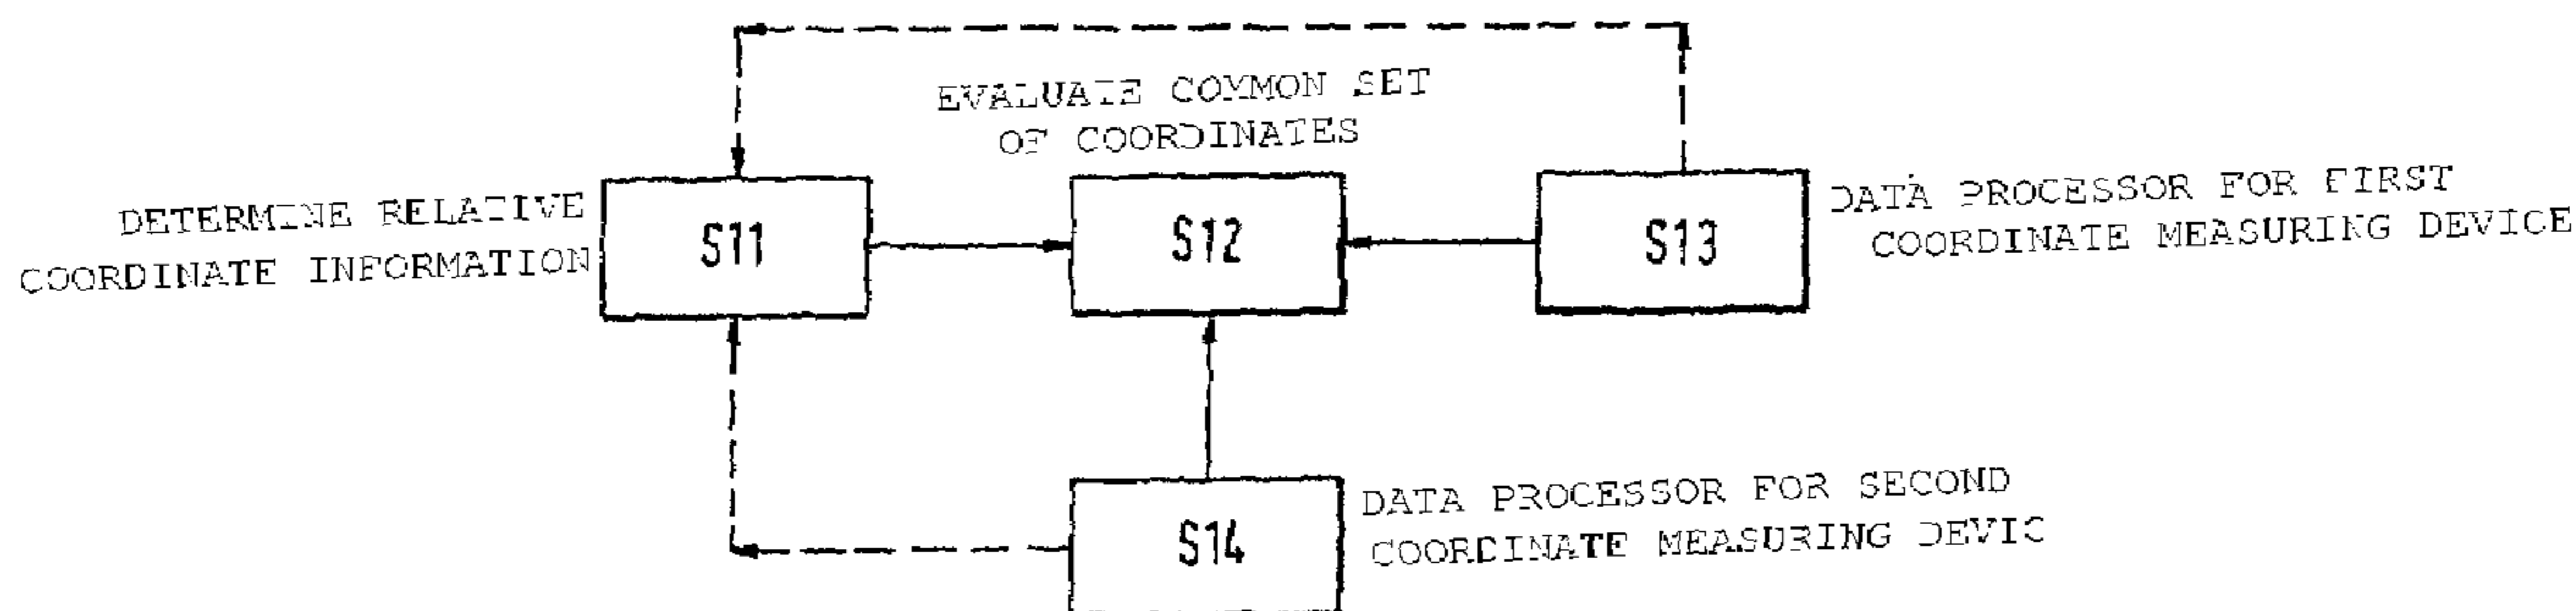 EVALUATE COMMON SET
OF COORDINATES
DETERMINE RELATIVE
COORDINATE INFORMATION
S11
S12
S13
DATA PROCESSOR FOR FIRST
COORDINATE MEASURING DEVICE
S14
DATA PROCESSOR FOR SECOND
COORDINATE MEASURING DEVIC